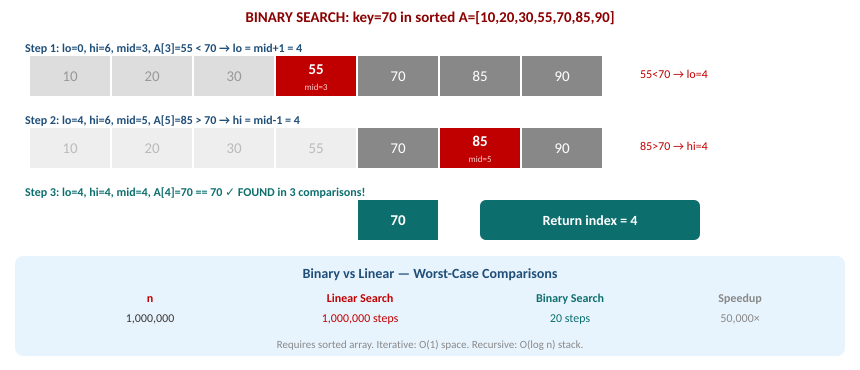 BINARY SEARCH: key=70 in sorted A=[10,20,30,55,70,85,90]
Step 1: lo=0, hi=6, mid=3, A[3]=55 < 70 → lo = mid+1 = 4
10 20 30 55 70 85 90
mid=3
55<70 → lo=4
Step 2: lo=4, hi=6, mid=5, A[5]=85 > 70 → hi = mid-1 = 4
10 20 30 55 70 85 90
mid=5
85>70 → hi=4
Step 3: lo=4, hi=4, mid=4, A[4]=70 == 70 ✓ FOUND in 3 comparisons!
70
Return index = 4
Binary vs Linear — Worst-Case Comparisons
n Linear Search Binary Search Speedup
1,000,000 1,000,000 steps 20 steps 50,000×
Requires sorted array. Iterative: O(1) space. Recursive: O(log n) stack.